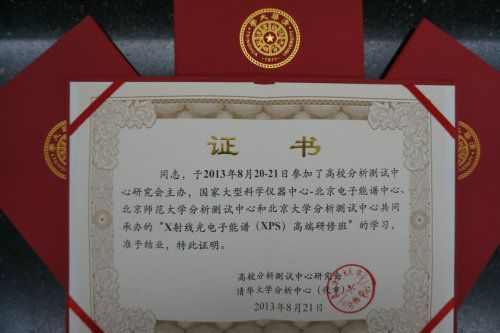 学大華清
TSINGHUA UNIVERSITY
-1911-
证书
同志,于2013年8月20-21日参加了高校分析测试中
心研究会主办,国家大型科学仪器中心-北京电子能谱中心、
北京师范大学分析测试中心和北京大学分析测试中心共同
承办的“X射线光电子能谱(XPS)高端研修班”的学习,
准予结业,特此证明。
高校分析测试中心研究会
清华大学分析中心(代章)
2013年8月21日